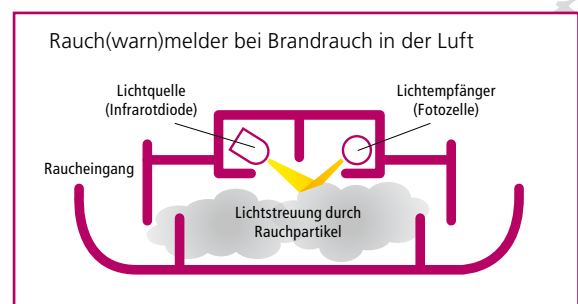 Rauch(warn)melder bei Brandrauch in der Luft
Lichtquelle
(Infrarotdiode)
Lichtempfänger
(Fotozelle)
Raucheingang
Lichtstreuung durch
Rauchpartikel